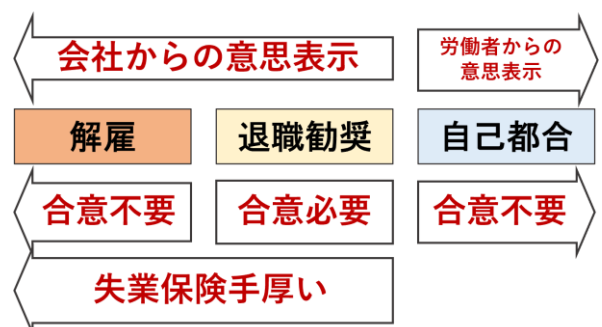 会社からの意思表示
労働者からの
意思表示
解雇
退職勧奨
自己都合
合意不要
合意必要
合意不要
失業保険手厚い